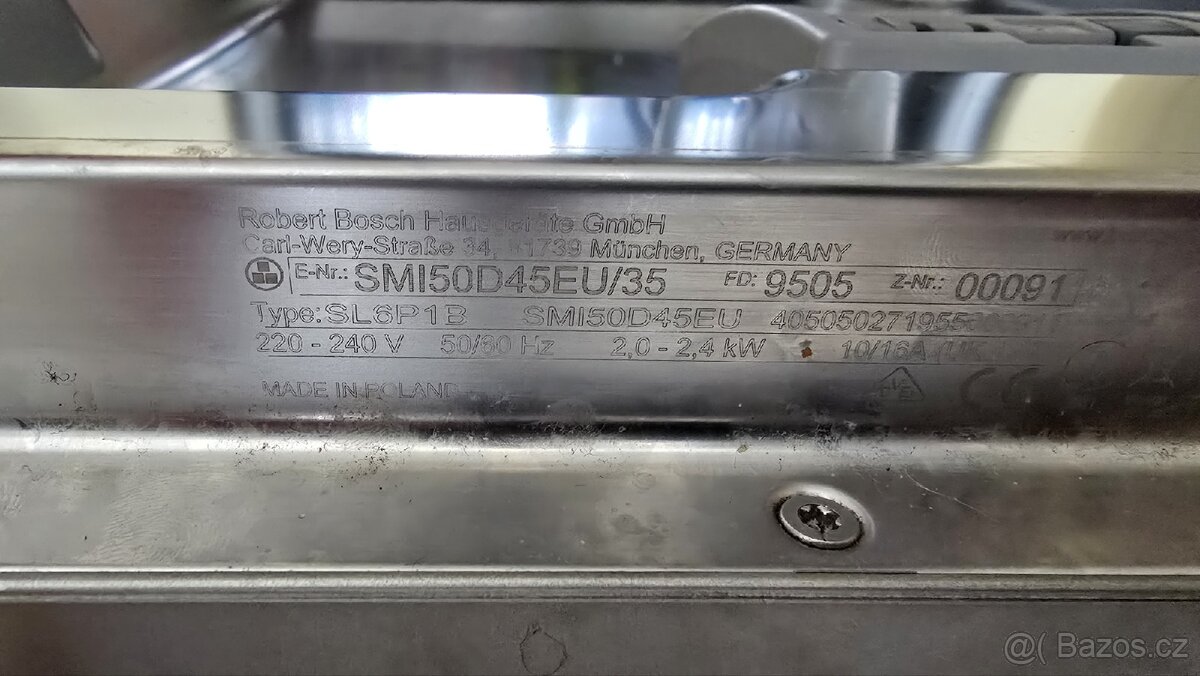 Robert Bosch Hausgeräte GmbH
Carl-Wery-Straße 34, 81739 München, GERMANY
E-Nr.: SMI50D45EU/35 FD: 9505 Z-Nr.: 00091
Type: SL6P1B SMI50D45EU
220 - 240 V 50/60 Hz 2,0 - 2,4 kW 10/16A (UK
MADE IN POLAND
CE
@( Bazos.cz